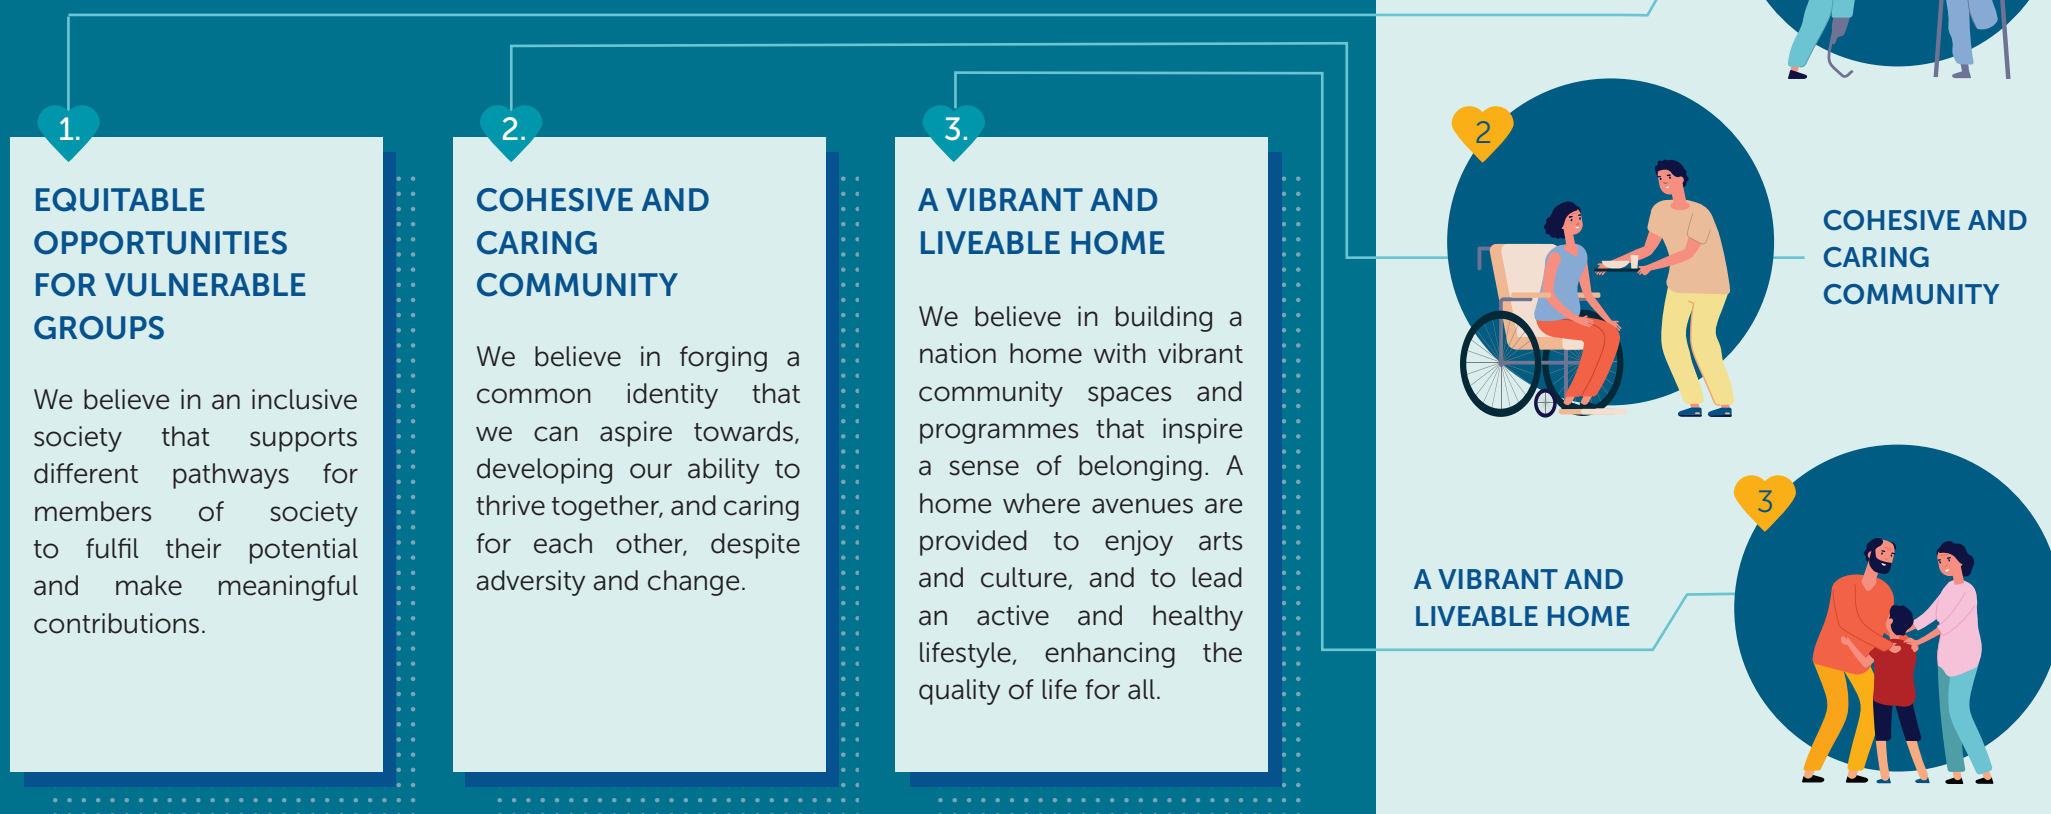 1.
EQUITABLE
OPPORTUNITIES
FOR VULNERABLE
GROUPS
We believe in an inclusive
society that supports
different pathways for
members of society
to fulfil their potential
and make meaningful
contributions.
2.
COHESIVE AND
CARING
COMMUNITY
We believe in forging a
common identity that
we can aspire towards,
developing our ability to
thrive together, and caring
for each other, despite
adversity and change.
3.
A VIBRANT AND
LIVEABLE HOME
We believe in building a
nation home with vibrant
community spaces and
programmes that inspire
a sense of belonging. A
home where avenues are
provided to enjoy arts
and culture, and to lead
an active and healthy
lifestyle, enhancing the
quality of life for all.
2
COHESIVE AND
CARING
COMMUNITY
3
A VIBRANT AND
LIVEABLE HOME